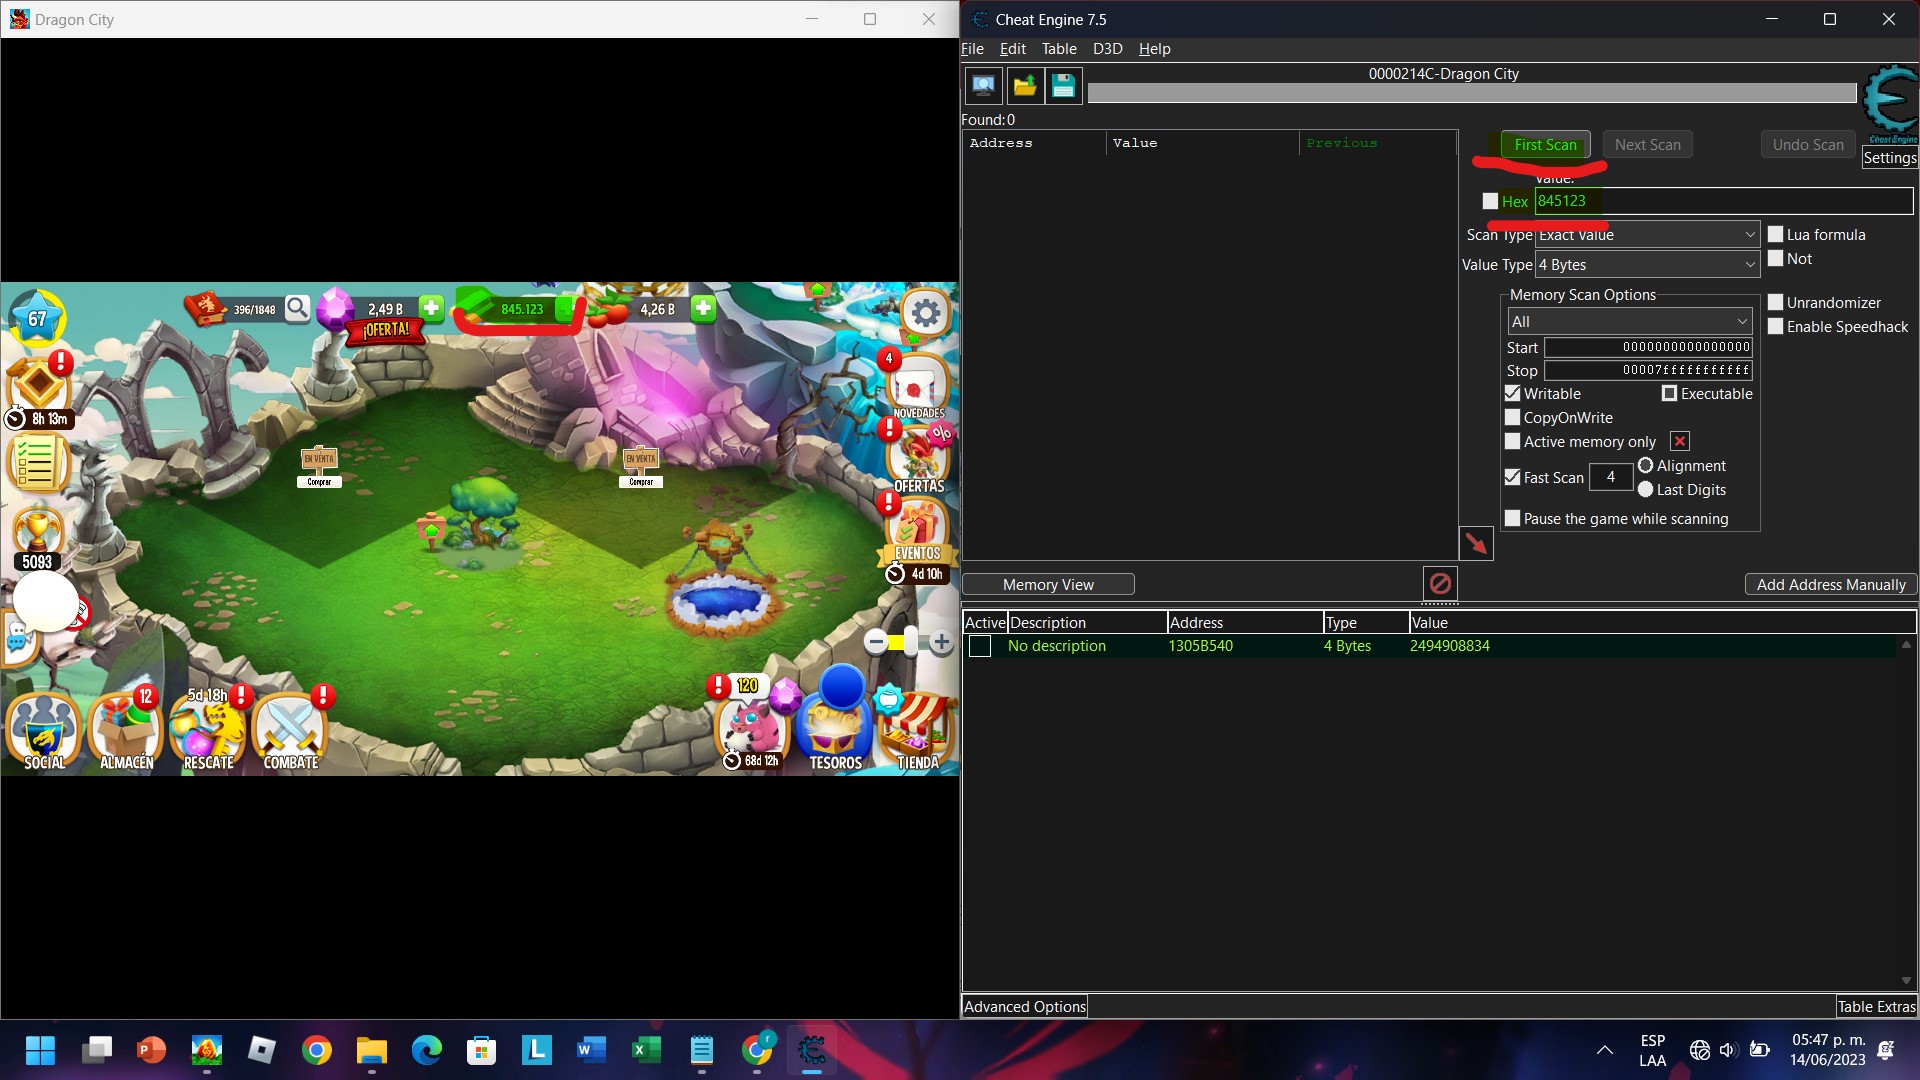 Dragon City
67
396/1848
2,49 B
¡OFERTA!
845.123
4,26 B
8h 13m
4
NOVEDADES
%
OFERTAS
EN VENTA
Comprar
EN VENTA
Comprar
5093
EVENTOS
4d 10h
SOCIAL
12
ALMACÉN
5d 18h
RESCATE
COMBATE
120
68d 12h
TESOROS
TIENDA
Cheat Engine 7.5
File Edit Table D3D Help
0000214C-Dragon City
Found:0
Address Value Previous
First Scan Next Scan Undo Scan
Cheat Engine
Settings
Value:
Hex 845123
Scan Type Exact Value
Lua formula
Value Type 4 Bytes
Not
Memory Scan Options
All
Unrandomizer
Enable Speedhack
Start 0000000000000000
Stop 00007fffffffffff
Writable Executable
CopyOnWrite
Active memory only
Fast Scan 4 Alignment
Last Digits
Pause the game while scanning
Memory View Add Address Manually
Active Description Address Type Value
No description 1305B540 4 Bytes 2494908834
Advanced Options Table Extras
ESP
LAA
05:47 p. m.
14/06/2023